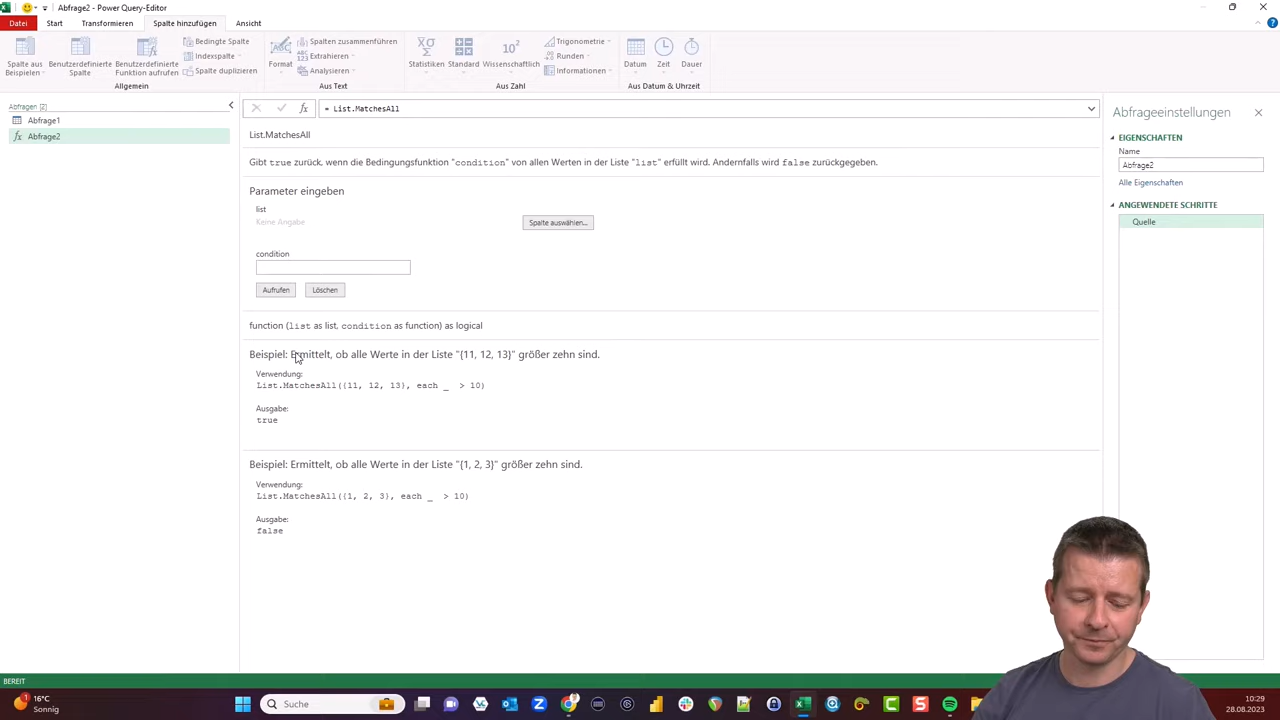 Abfrage2 - Power Query-Editor
Datei Start Transformieren Spalte hinzufügen Ansicht
Spalte aus Beispielen
Benutzerdefinierte Spalte
Benutzerdefinierte Funktion aufrufen
Bedingte Spalte
Indexspalte
Spalte duplizieren
Allgemein
Format
Spalten zusammenführen
Extrahieren
Analysieren
Aus Text
Statistiken
Standard
Wissenschaftlich
Trigonometrie
Runden
Informationen
Aus Zahl
Datum
Zeit
Dauer
Aus Datum & Uhrzeit
Abfragen [2]
Abfrage1
Abfrage2
= List.MatchesAll
List.MatchesAll
Gibt true zurück, wenn die Bedingungsfunktion "condition" von allen Werten in der Liste "list" erfüllt wird. Andernfalls wird false zurückgegeben.
Parameter eingeben
list
Keine Angabe
Spalte auswählen...
condition
Aufrufen Löschen
function (list as list, condition as function) as logical
Beispiel: Ermittelt, ob alle Werte in der Liste "{11, 12, 13}" größer zehn sind.
Verwendung:
List.MatchesAll({11, 12, 13}, each _ > 10)
Ausgabe:
true
Beispiel: Ermittelt, ob alle Werte in der Liste "{1, 2, 3}" größer zehn sind.
Verwendung:
List.MatchesAll({1, 2, 3}, each _ > 10)
Ausgabe:
false
Abfrageeinstellungen
EIGENSCHAFTEN
Name
Abfrage2
Alle Eigenschaften
ANGEWENDETE SCHRITTE
Quelle
BEREIT
16°C
Sonnig
Suche
10:29
28.08.2023